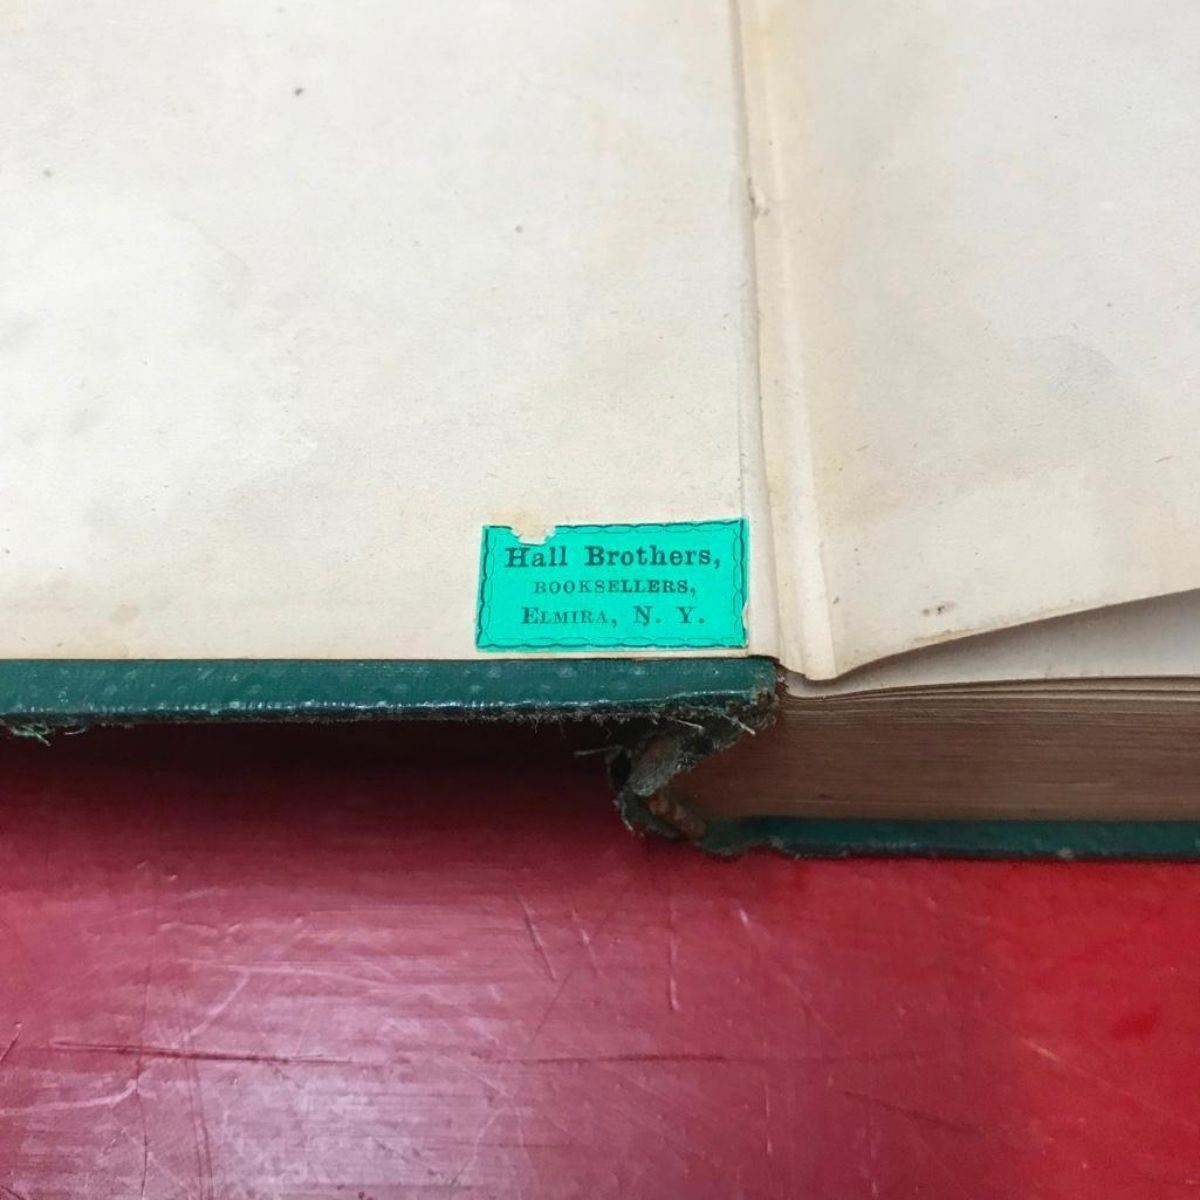 Hall Brothers,
BOOKSELLERS,
ELMIRA, N. Y.